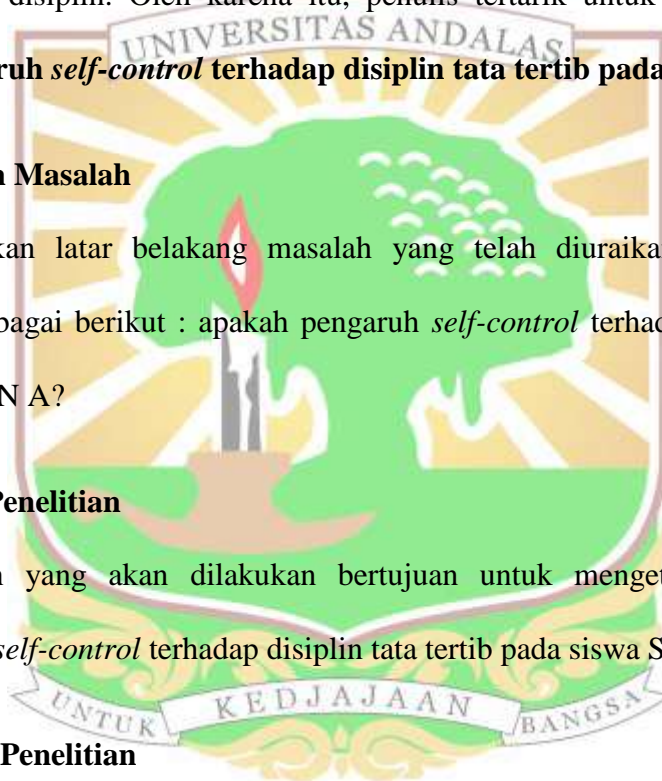 disiplin. Oleh karena itu, penulis tertarik untuk
UNIVERSITAS ANDALAS
ruh self-control terhadap disiplin tata tertib pada
n Masalah
kan latar belakang masalah yang telah diuraikan
bagai berikut : apakah pengaruh self-control terhad
N A?
Penelitian
n yang akan dilakukan bertujuan untuk menget
self-control terhadap disiplin tata tertib pada siswa S
UNTUK KEDJAJAAN BANGSA
Penelitian